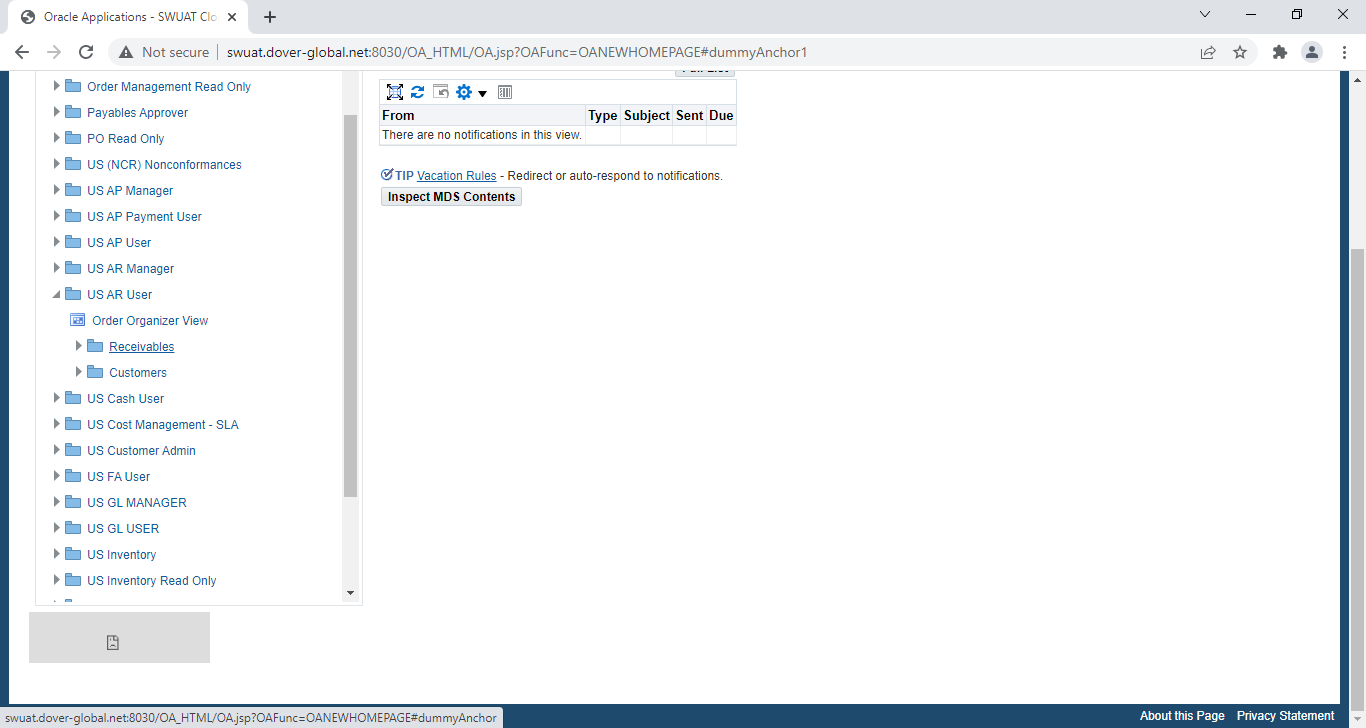 Oracle Applications - SWUAT Clo
Not secure
swuat.dover-global.net:8030/OA_HTML/OA.jsp?OAFunc=OANEWHOMEPAGE#dummyAnchor1
Order Management Read Only
Payables Approver
PO Read Only
US (NCR) Nonconformances
US AP Manager
US AP Payment User
US AP User
US AR Manager
US AR User
Order Organizer View
Receivables
Customers
US Cash User
US Cost Management - SLA
US Customer Admin
US FA User
US GL MANAGER
US GL USER
US Inventory
US Inventory Read Only
From Type Subject Sent Due
There are no notifications in this view.
TIP Vacation Rules - Redirect or auto-respond to notifications.
Inspect MDS Contents
swuat.dover-global.net:8030/OA_HTML/OA.jsp?OAFunc=OANEWHOMEPAGE#dummyAnchor
About this Page Privacy Statement